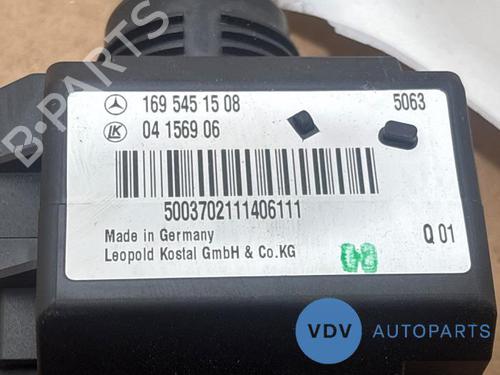 169 545 15 08
5063
LK 04 1569 06
5003702111406111
Made in Germany
Leopold Kostal GmbH & Co.KG
Q 01
B-PARTS
VDV AUTOPARTS